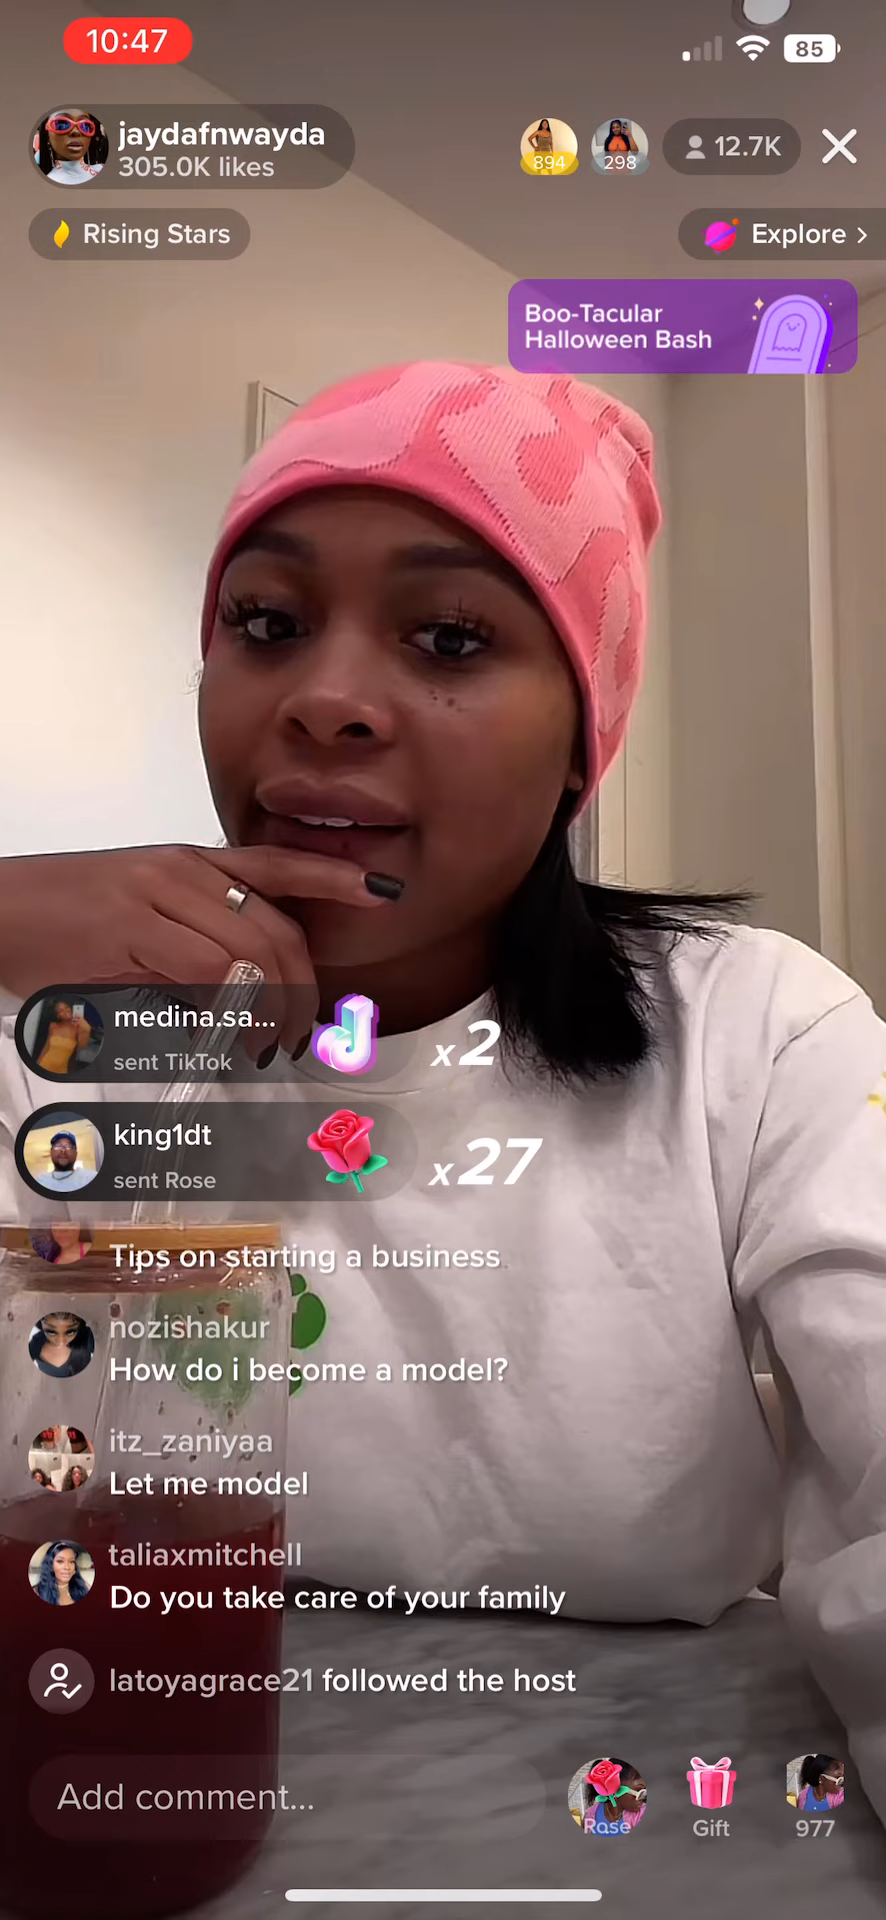 10:47
85
jaydafnwayda
305.0K likes
894
298
12.7K
Rising Stars
Explore >
Boo-Tacular
Halloween Bash
medina.sa...
sent TikTok
x2
king1dt
sent Rose
x27
Tips on starting a business
nozishakur
How do i become a model?
itz_zaniyaa
Let me model
taliaxmitchell
Do you take care of your family
latoyagrace21 followed the host
Add comment...
Rose
Gift
977